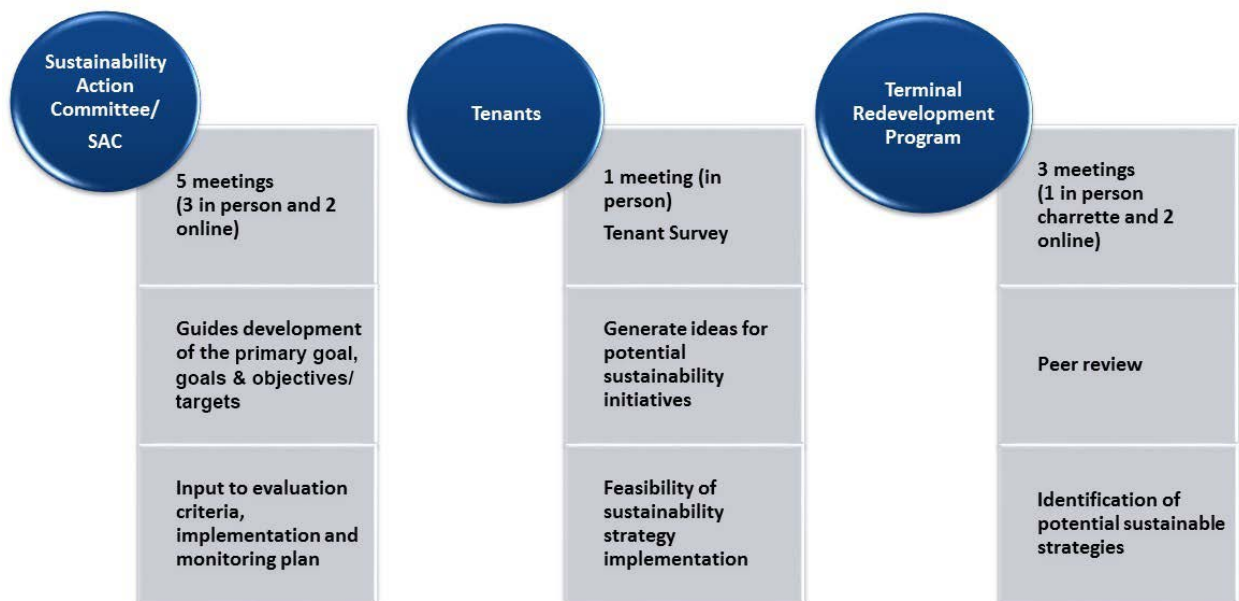 Sustainability
Action
Committee/
SAC
5 meetings
(3 in person and 2
online)
Guides development
of the primary goal,
goals & objectives/
targets
Input to evaluation
criteria,
implementation and
monitoring plan
Tenants
1 meeting (in
person)
Tenant Survey
Generate ideas for
potential
sustainability
initiatives
Feasibility of
sustainability
strategy
implementation
Terminal
Redevelopment
Program
3 meetings
(1 in person
charrette and 2
online)
Peer review
Identification of
potential sustainable
strategies